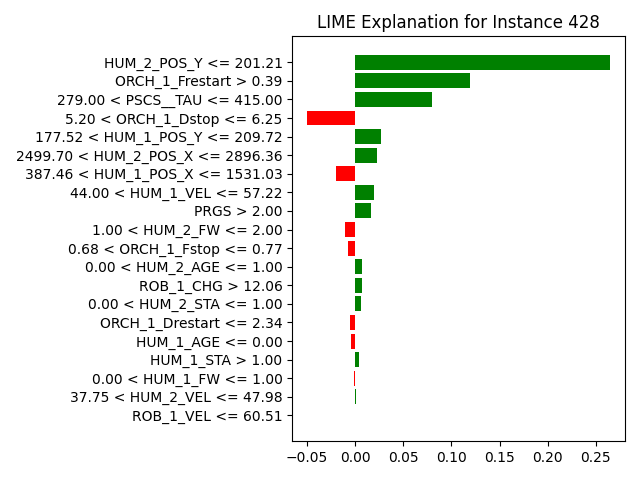 LIME Explanation for Instance 428
HUM_2_POS_Y <= 201.21
ORCH_1_Frestart > 0.39
279.00 < PSCS__TAU <= 415.00
5.20 < ORCH_1_Dstop <= 6.25
177.52 < HUM_1_POS_Y <= 209.72
2499.70 < HUM_2_POS_X <= 2896.36
387.46 < HUM_1_POS_X <= 1531.03
44.00 < HUM_1_VEL <= 57.22
PRGS > 2.00
1.00 < HUM_2_FW <= 2.00
0.68 < ORCH_1_Fstop <= 0.77
0.00 < HUM_2_AGE <= 1.00
ROB_1_CHG > 12.06
0.00 < HUM_2_STA <= 1.00
ORCH_1_Drestart <= 2.34
HUM_1_AGE <= 0.00
HUM_1_STA > 1.00
0.00 < HUM_1_FW <= 1.00
37.75 < HUM_2_VEL <= 47.98
ROB_1_VEL <= 60.51
−0.05 0.00 0.05 0.10 0.15 0.20 0.25